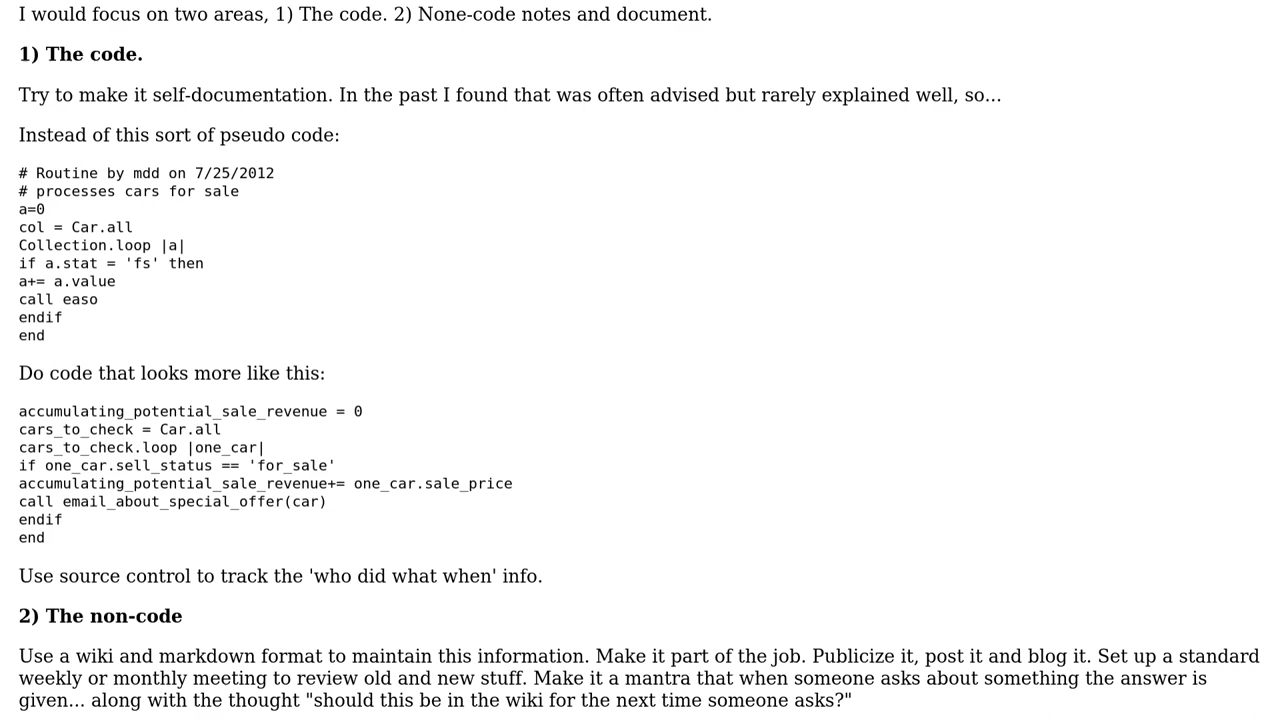 I would focus on two areas, 1) The code. 2) None-code notes and document.
1) The code.
Try to make it self-documentation. In the past I found that was often advised but rarely explained well, so...
Instead of this sort of pseudo code:
# Routine by mdd on 7/25/2012
# processes cars for sale
a=0
col = Car.all
Collection.loop |a|
if a.stat = 'fs' then
a+= a.value
call easo
endif
end
Do code that looks more like this:
accumulating_potential_sale_revenue = 0
cars_to_check = Car.all
cars_to_check.loop |one_car|
if one_car.sell_status == 'for_sale'
accumulating_potential_sale_revenue+= one_car.sale_price
call email_about_special_offer(car)
endif
end
Use source control to track the 'who did what when' info.
2) The non-code
Use a wiki and markdown format to maintain this information. Make it part of the job. Publicize it, post it and blog it. Set up a standard
weekly or monthly meeting to review old and new stuff. Make it a mantra that when someone asks about something the answer is
given... along with the thought "should this be in the wiki for the next time someone asks?"